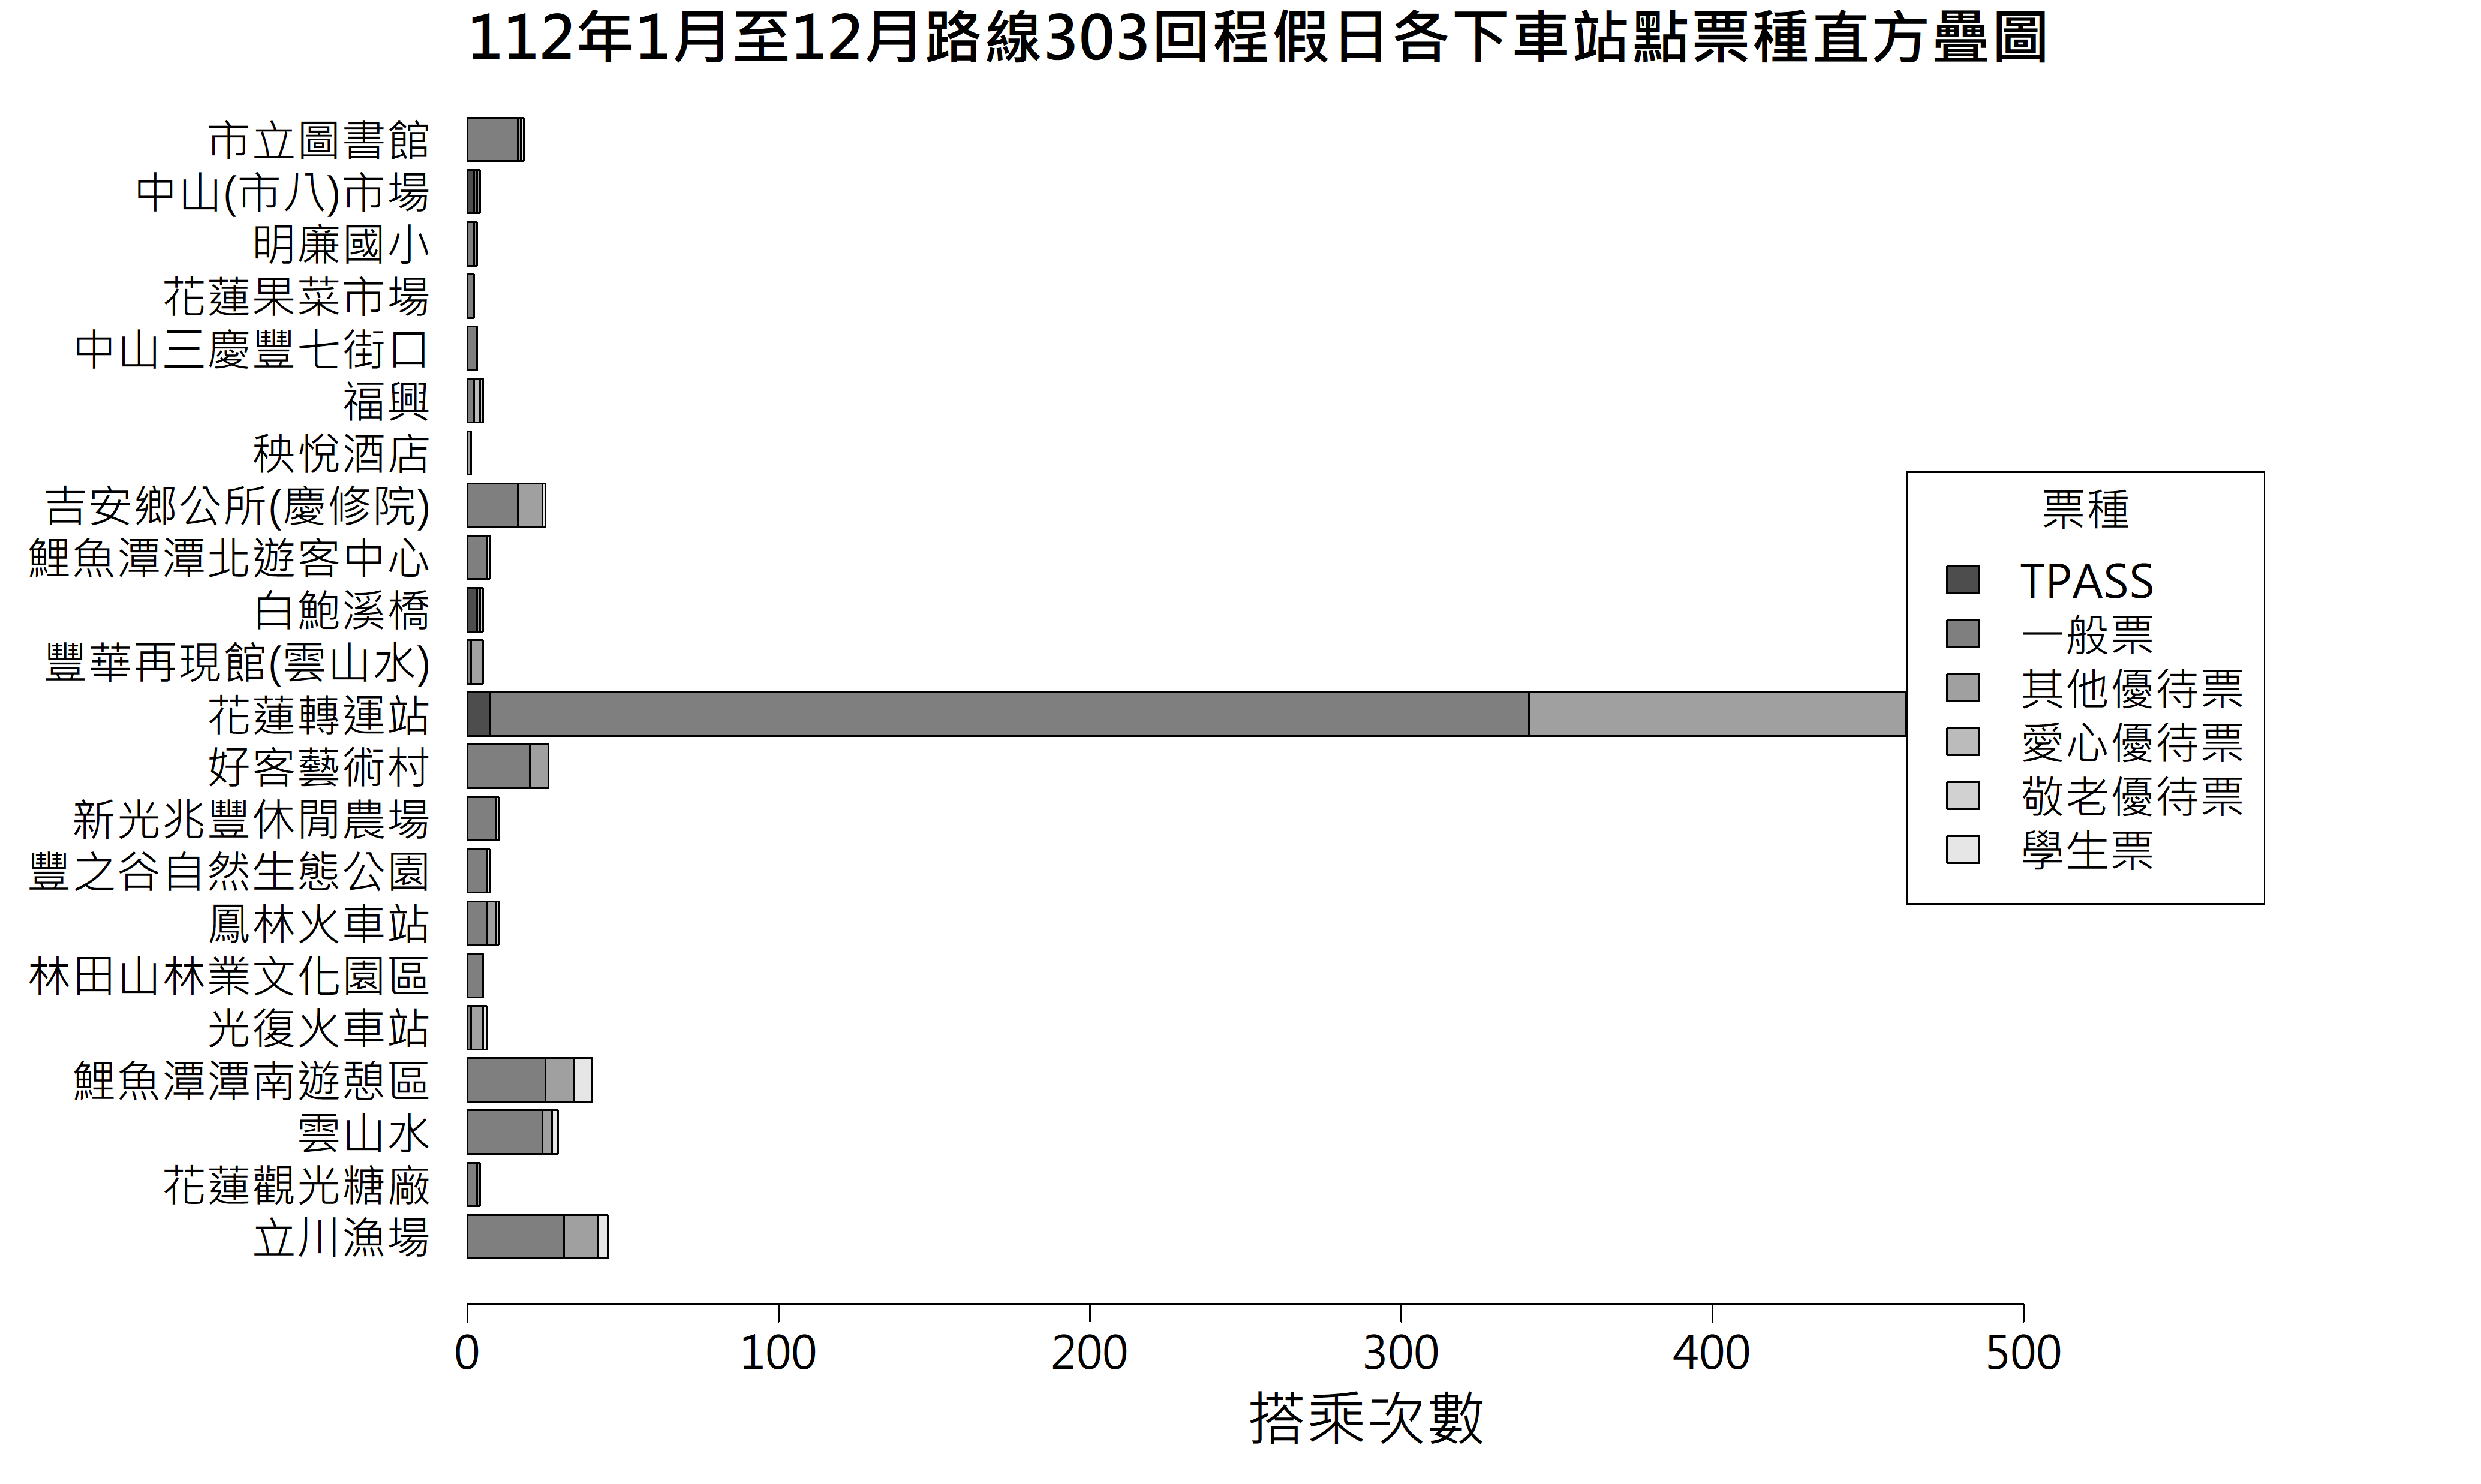 112年1月至12月路線303回程假日各下車站點票種直方疊圖
市立圖書館
中山(市八)市場
明廉國小
花蓮果菜市場
中山三慶豐七街口
福興
秧悅酒店
吉安鄉公所(慶修院)
鯉魚潭潭北遊客中心
白鮑溪橋
豐華再現館(雲山水)
花蓮轉運站
好客藝術村
新光兆豐休閒農場
豐之谷自然生態公園
鳳林火車站
林田山林業文化園區
光復火車站
鯉魚潭潭南遊憩區
雲山水
花蓮觀光糖廠
立川漁場
票種
TPASS
一般票
其他優待票
愛心優待票
敬老優待票
學生票
0 100 200 300 400 500
搭乘次數